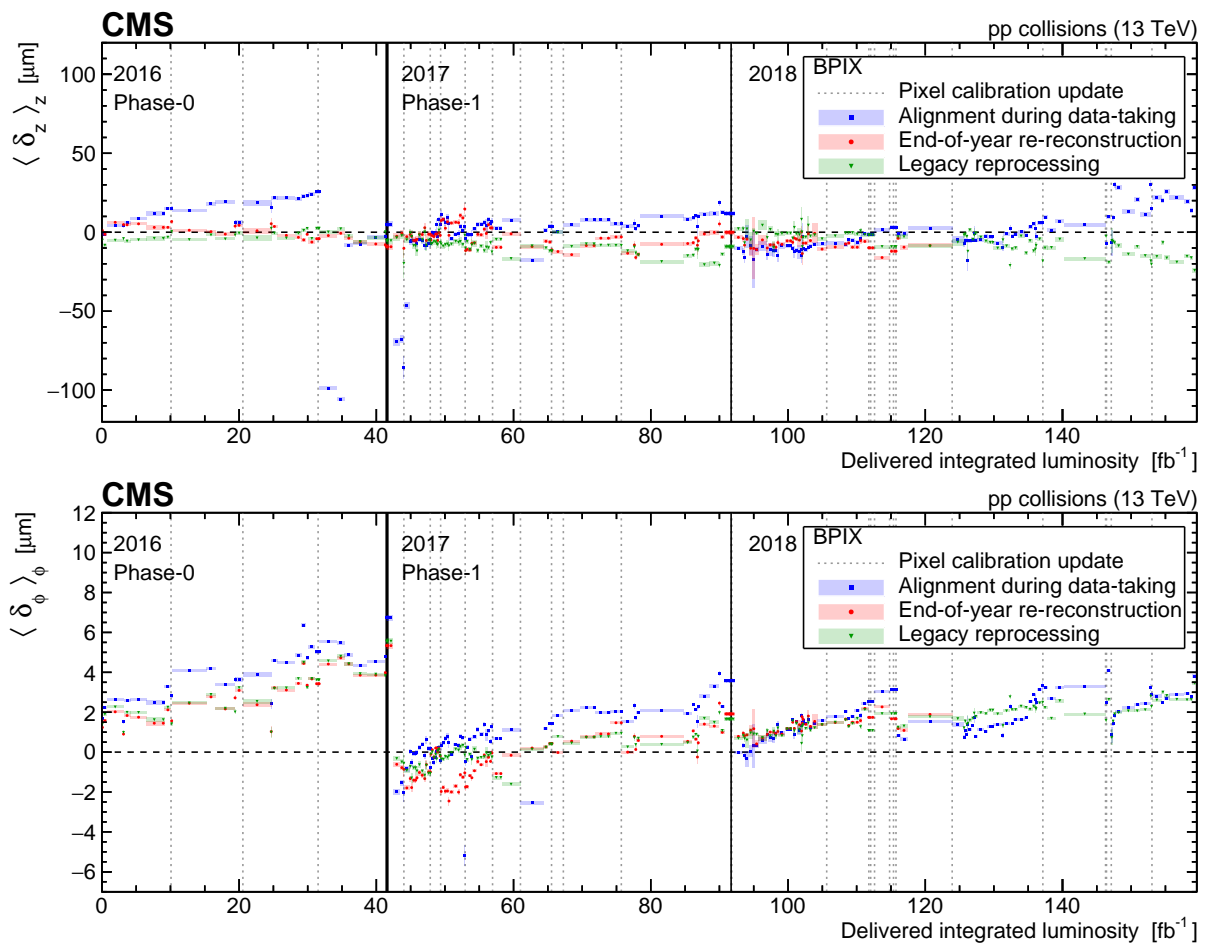 CMS
pp collisions (13 TeV)
⟨ δz ⟩z [μm]
100
50
0
−50
−100
2016
Phase-0
2017
Phase-1
2018
BPIX
Pixel calibration update
Alignment during data-taking
End-of-year re-reconstruction
Legacy reprocessing
0 20 40 60 80 100 120 140
Delivered integrated luminosity [fb⁻¹]
CMS
pp collisions (13 TeV)
⟨ δϕ ⟩ϕ [μm]
12
10
8
6
4
2
0
−2
−4
−6
2016
Phase-0
2017
Phase-1
2018
BPIX
Pixel calibration update
Alignment during data-taking
End-of-year re-reconstruction
Legacy reprocessing
0 20 40 60 80 100 120 140
Delivered integrated luminosity [fb⁻¹]